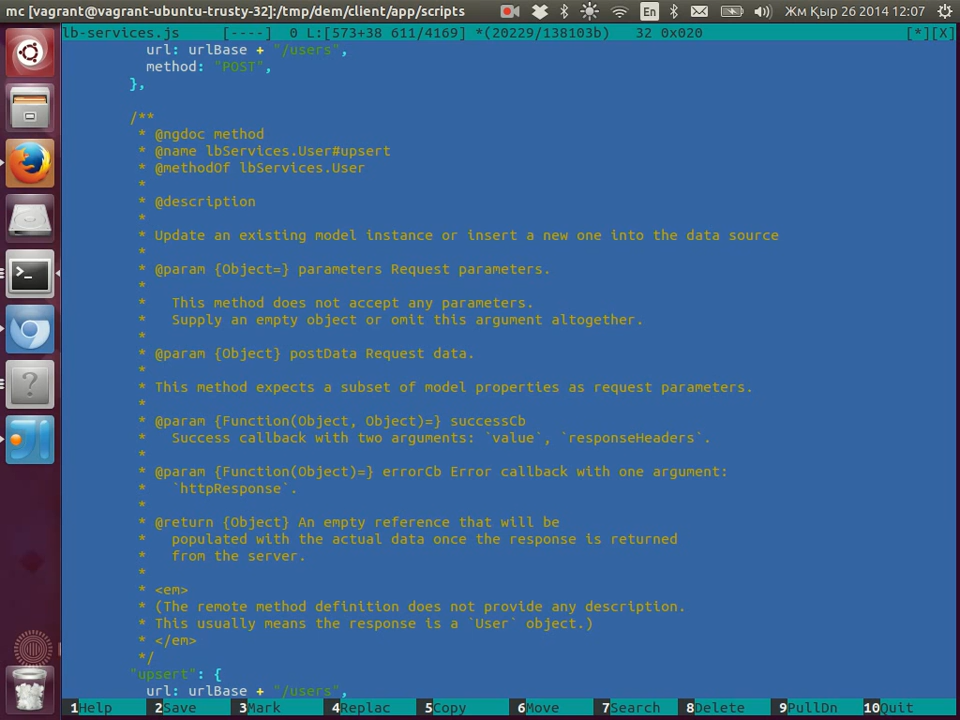 mc [vagrant@vagrant-ubuntu-trusty-32]:/tmp/dem/client/app/scripts En Жм Қыр 26 2014 12:07
lb-services.js [----] 0 L:[573+38 611/4169] *(20229/138103b) 32 0x020 [*][X]
url: urlBase + "/users",
method: "POST",
},
/**
* @ngdoc method
* @name lbServices.User#upsert
* @methodOf lbServices.User
*
* @description
*
* Update an existing model instance or insert a new one into the data source
*
* @param {Object=} parameters Request parameters.
*
* This method does not accept any parameters.
* Supply an empty object or omit this argument altogether.
*
* @param {Object} postData Request data.
*
* This method expects a subset of model properties as request parameters.
*
* @param {Function(Object, Object)=} successCb
* Success callback with two arguments: `value`, `responseHeaders`.
*
* @param {Function(Object)=} errorCb Error callback with one argument:
* `httpResponse`.
*
* @return {Object} An empty reference that will be
* populated with the actual data once the response is returned
* from the server.
*
* <em>
* (The remote method definition does not provide any description.
* This usually means the response is a `User` object.)
* </em>
*/
"upsert": {
url: urlBase + "/users",
1Help 2Save 3Mark 4Replac 5Copy 6Move 7Search 8Delete 9PullDn 10Quit